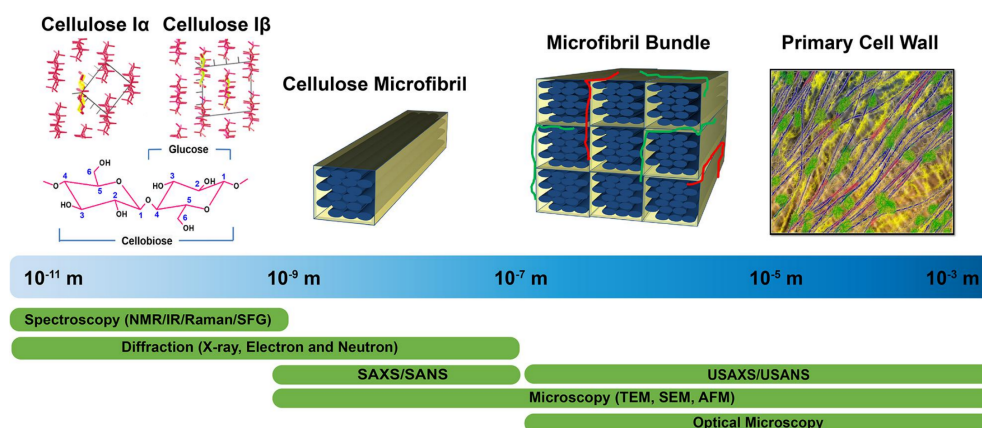 Cellulose Iα
Cellulose Iβ
Cellulose Microfibril
Microfibril Bundle
Primary Cell Wall
Glucose
6
OH
4
5
O
O
HO
3
2
OH
1
O
3
HO
2
OH
1
O
4
5
O
6
OH
Cellobiose
10⁻¹¹ m
10⁻⁹ m
10⁻⁷ m
10⁻⁵ m
10⁻³ m
Spectroscopy (NMR/IR/Raman/SFG)
Diffraction (X-ray, Electron and Neutron)
SAXS/SANS
USAXS/USANS
Microscopy (TEM, SEM, AFM)
Optical Microscopy